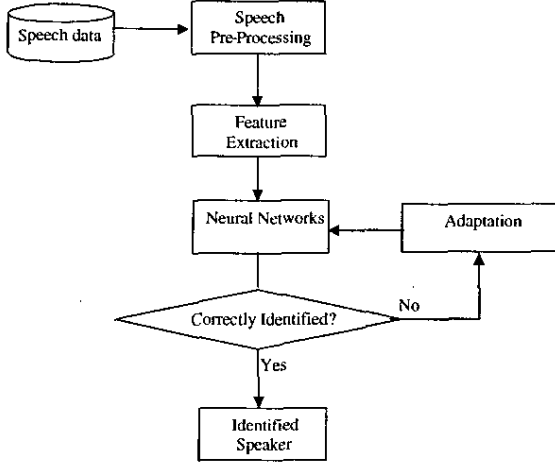 Speech data
Speech
Pre-Processing
Feature
Extraction
Neural Networks
Adaptation
Correctly Identified?
No
Yes
Identified
Speaker